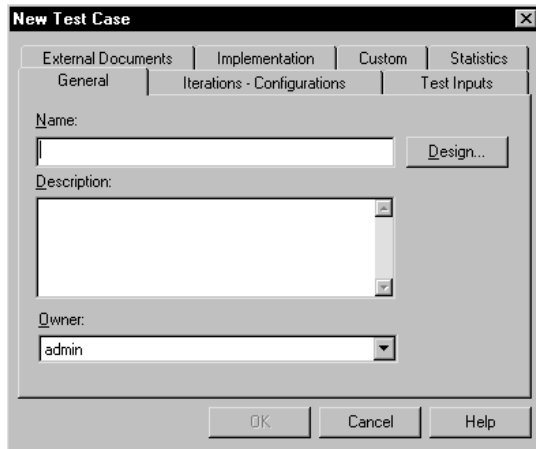 New Test Case
External Documents Implementation Custom Statistics
General Iterations - Configurations Test Inputs
Name:
Design...
Description:
Owner:
admin
OK Cancel Help